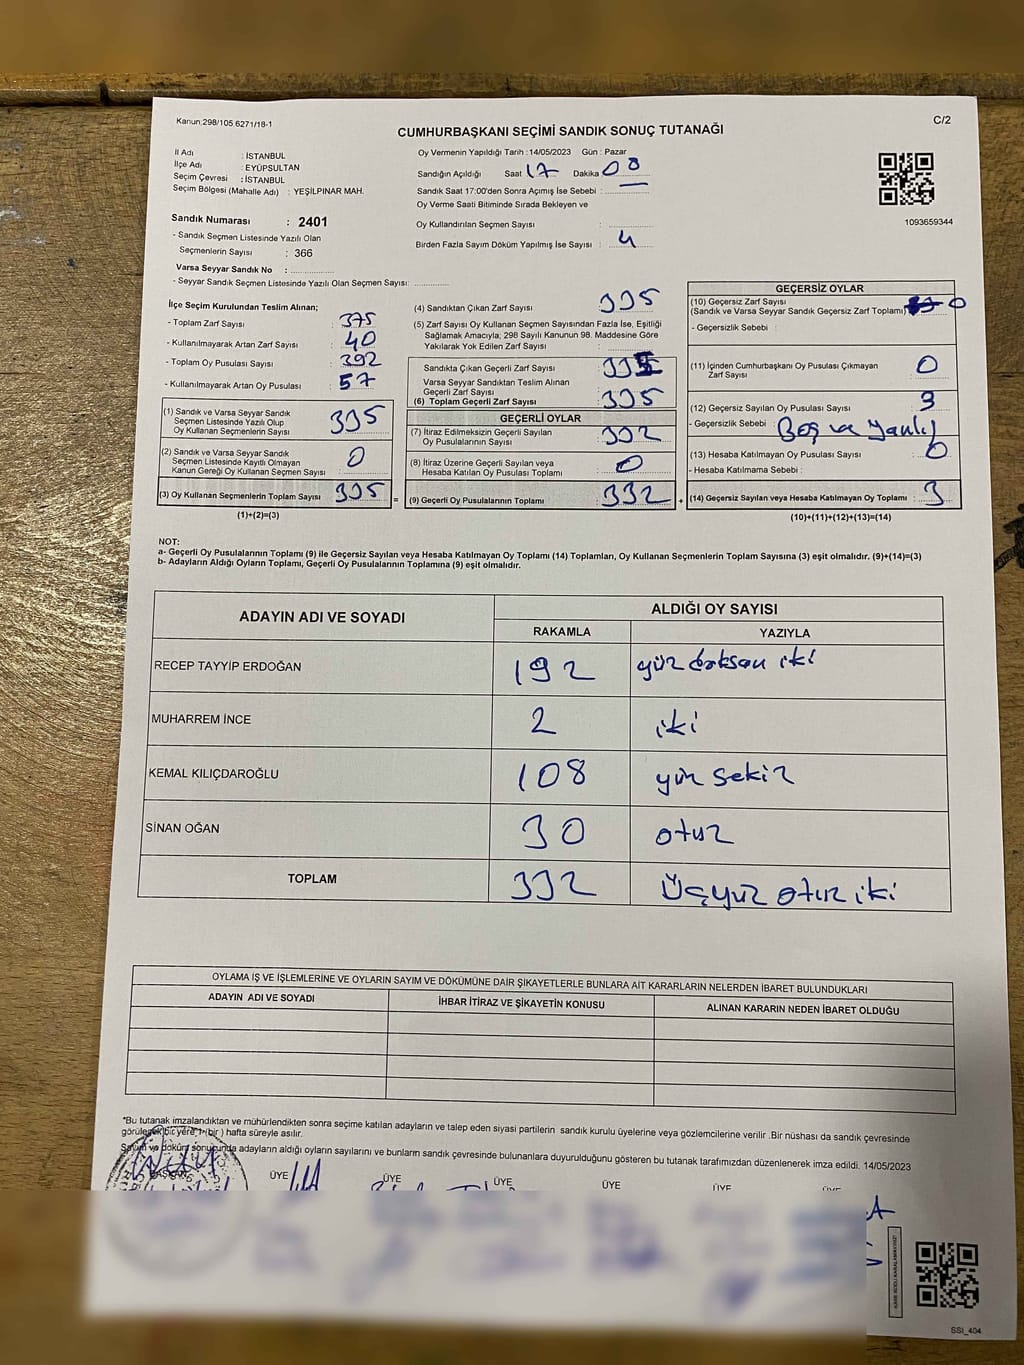 Kanun:298/105 6271/18-1
C/2
CUMHURBAŞKANI SEÇİMİ SANDIK SONUÇ TUTANAĞI
İl Adı : İSTANBUL
İlçe Adı : EYÜPSULTAN
Seçim Çevresi : İSTANBUL
Seçim Bölgesi (Mahalle Adı) : YEŞİLPINAR MAH.
Sandık Numarası : 2401
- Sandık Seçmen Listesinde Yazılı Olan
Seçmenlerin Sayısı : 366
Varsa Seyyar Sandık No :
- Seyyar Sandık Seçmen Listesinde Yazılı Olan Seçmen Sayısı:
Oy Vermenin Yapıldığı Tarih :14/05/2023 Gün : Pazar
Sandığın Açıldığı Saat 17 Dakika 08
Sandık Saat 17:00'den Sonra Açımış İse Sebebi :
Oy Verme Saati Bitiminde Sırada Bekleyen ve
Oy Kullandırılan Seçmen Sayısı :
Birden Fazla Sayım Döküm Yapılmış İse Sayısı : 4
1093659344
İlçe Seçim Kurulundan Teslim Alınan;
- Toplam Zarf Sayısı : 375
- Kullanılmayarak Artan Zarf Sayısı : 40
- Toplam Oy Pusulası Sayısı : 392
- Kullanılmayarak Artan Oy Pusulası : 57
(1) Sandık ve Varsa Seyyar Sandık
Seçmen Listesinde Yazılı Olup
Oy Kullanan Seçmenlerin Sayısı : 335
(2) Sandık ve Varsa Seyyar Sandık
Seçmen Listesinde Kayıtlı Olmayan
Kanun Gereği Oy Kullanan Seçmen Sayısı : 0
(3) Oy Kullanan Seçmenlerin Toplam Sayısı : 335
(1)+(2)=(3)
=
(4) Sandıktan Çıkan Zarf Sayısı : 335
(5) Zarf Sayısı Oy Kullanan Seçmen Sayısından Fazla İse, Eşitliği
Sağlamak Amacıyla; 298 Sayılı Kanunun 98. Maddesine Göre
Yakılarak Yok Edilen Zarf Sayısı :
Sandıkta Çıkan Geçerli Zarf Sayısı : 335
Varsa Seyyar Sandıktan Teslim Alınan
Geçerli Zarf Sayısı :
(6) Toplam Geçerli Zarf Sayısı : 335
GEÇERLİ OYLAR
(7) İtiraz Edilmeksizin Geçerli Sayılan
Oy Pusulalarının Sayısı : 332
(8) İtiraz Üzerine Geçerli Sayılan veya
Hesaba Katılan Oy Pusulası Toplamı : 0
(9) Geçerli Oy Pusulalarının Toplamı : 332
+
GEÇERSİZ OYLAR
(10) Geçersiz Zarf Sayısı
(Sandık ve Varsa Seyyar Sandık Geçersiz Zarf Toplamı) 0
- Geçersizlik Sebebi :
(11) İçinden Cumhurbaşkanı Oy Pusulası Çıkmayan
Zarf Sayısı : 0
(12) Geçersiz Sayılan Oy Pusulası Sayısı : 3
- Geçersizlik Sebebi : Boş ve Yanlış
(13) Hesaba Katılmayan Oy Pusulası Sayısı : 0
- Hesaba Katılmama Sebebi :
(14) Geçersiz Sayılan veya Hesaba Katılmayan Oy Toplamı : 3
(10)+(11)+(12)+(13)=(14)
NOT:
a- Geçerli Oy Pusulalarının Toplamı (9) ile Geçersiz Sayılan veya Hesaba Katılmayan Oy Toplamı (14) Toplamları, Oy Kullanan Seçmenlerin Toplam Sayısına (3) eşit olmalıdır. (9)+(14)=(3)
b- Adayların Aldığı Oyların Toplamı, Geçerli Oy Pusulalarının Toplamına (9) eşit olmalıdır.
ADAYIN ADI VE SOYADI
ALDIĞI OY SAYISI
RAKAMLA YAZIYLA
RECEP TAYYİP ERDOĞAN 192 yüz doksan iki
MUHARREM İNCE 2 iki
KEMAL KILIÇDAROĞLU 108 yüz sekiz
SİNAN OĞAN 30 otuz
TOPLAM 332 Üçyüz otuz iki
OYLAMA İŞ VE İŞLEMLERİNE VE OYLARIN SAYIM VE DÖKÜMÜNE DAİR ŞİKAYETLERLE BUNLARA AİT KARARLARIN NELERDEN İBARET BULUNDUKLARI
ADAYIN ADI VE SOYADI İHBAR İTİRAZ VE ŞİKAYETİN KONUSU ALINAN KARARIN NEDEN İBARET OLDUĞU
*Bu tutanak imzalandıktan ve mühürlendikten sonra seçime katılan adayların ve talep eden siyasi partilerin sandık kurulu üyelerine veya gözlemcilerine verilir .Bir nüshası da sandık çevresinde
görülecek bir yere 1 (bir ) hafta süreyle asılır.
Sayım ve döküm sonucunda adayların aldığı oyların sayılarını ve bunların sandık çevresinde bulunanlara duyurulduğunu gösteren bu tutanak tarafımızdan düzenlenerek imza edildi. 14/05/2023
BAŞKAN ÜYE ÜYE ÜYE ÜYE ÜYE ÜYE
SSI_404